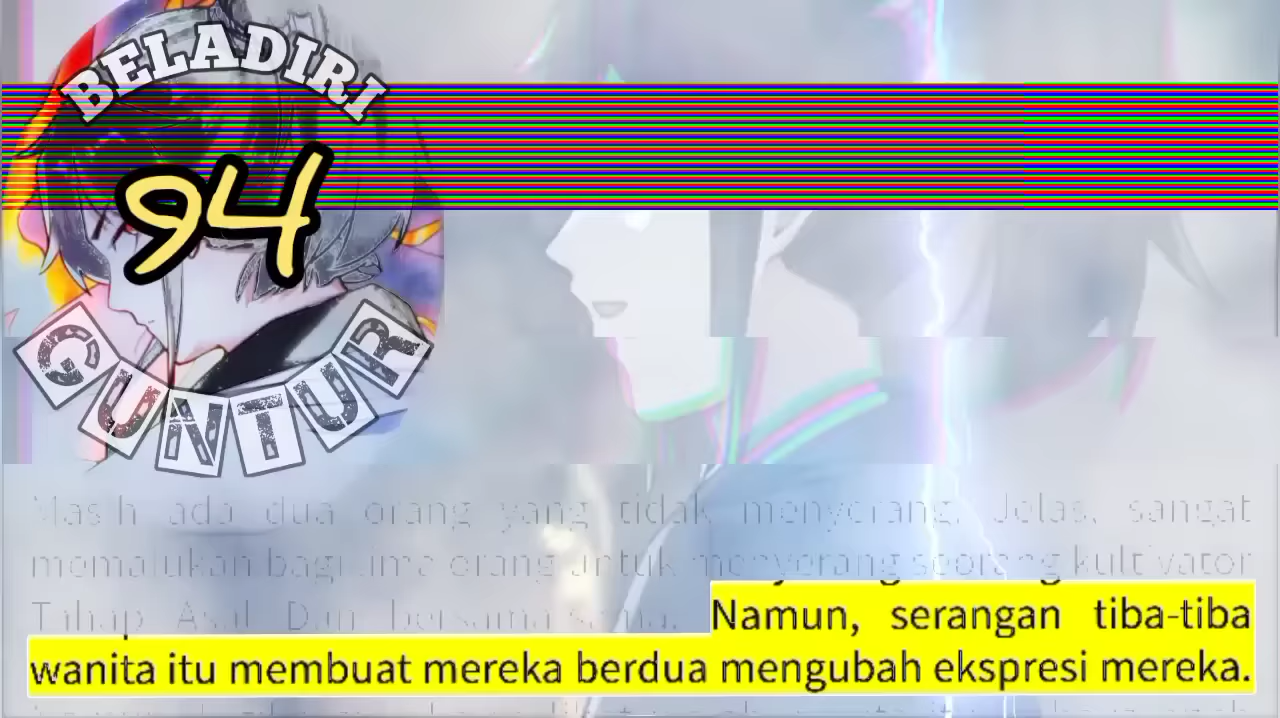 BELADIRI
94
GUNTUR
Masih ada dua orang yang tidak menyerang. Jelas, sangat
memalukan bagi lima orang untuk menyerang seorang kultivator
Tahap Asal Dan bersama-sama. Namun, serangan tiba-tiba
wanita itu membuat mereka berdua mengubah ekspresi mereka.